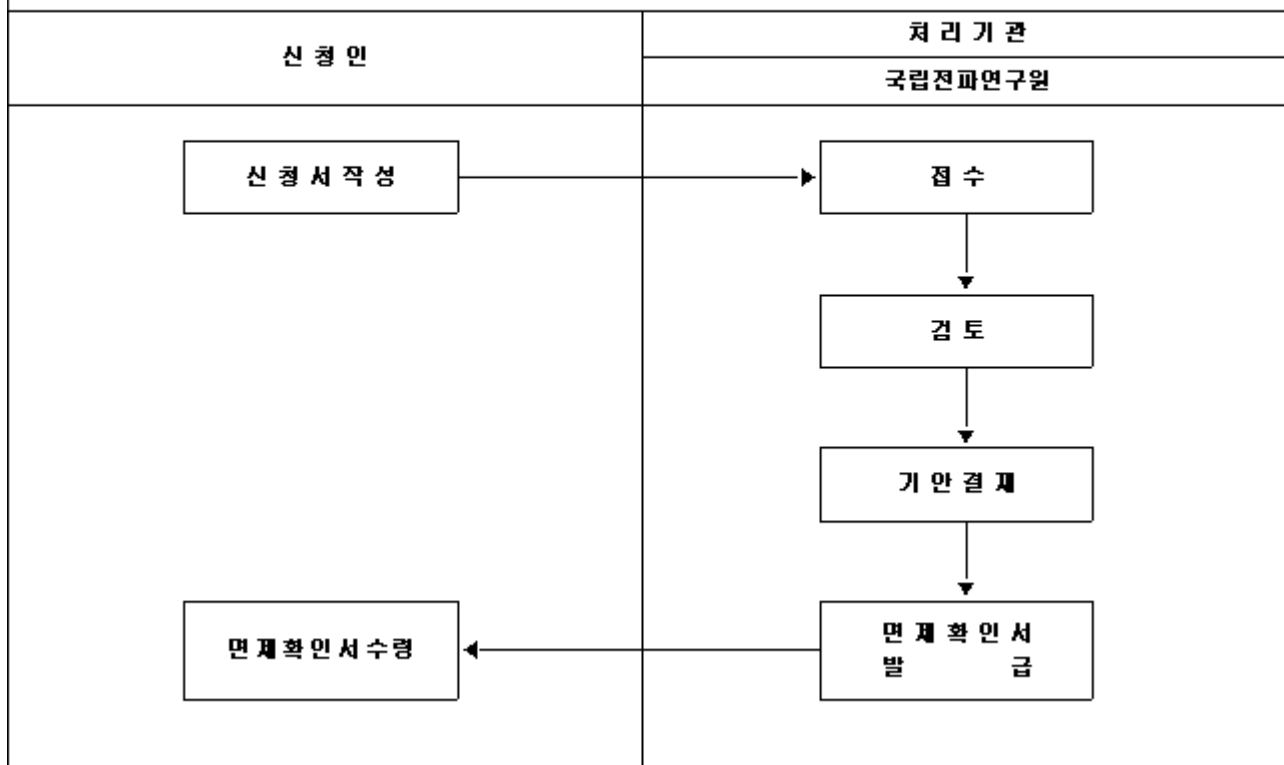 신 청 인
처 리 기 관
국립전파연구원
신 청 서 작 성
접 수
검 토
기 안 결 재
면 제 확 인 서
발 급
면 제 확 인 서 수 령